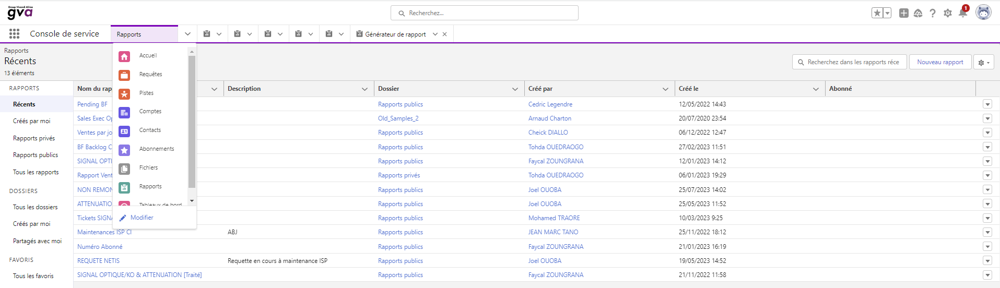 Group Vivendi Africa
gva
Recherchez...
1
Console de service
Rapports
Générateur de rapport
Rapports
Récents
13 éléments
Recherchez dans les rapports réce
Nouveau rapport
Accueil
Requêtes
Pistes
Comptes
Contacts
Abonnements
Fichiers
Rapports
Tableaux de bord
Modifier
RAPPORTS
Récents
Créés par moi
Rapports privés
Rapports publics
Tous les rapports
DOSSIERS
Tous les dossiers
Créés par moi
Partagés avec moi
FAVORIS
Tous les favoris
Nom du rap Description Dossier Créé par Créé le Abonné
Pending BF Rapports publics Cedric Legendre 12/05/2022 14:43
Sales Exec Op Old_Samples_2 Arnaud Charton 20/07/2020 23:54
Ventes par jo Rapports publics Cheick DIALLO 06/12/2022 12:47
BF Backlog C Rapports publics Tohda OUEDRAOGO 27/02/2023 11:51
SIGNAL OPTI Rapports publics Faycal ZOUNGRANA 12/01/2023 14:12
Rapport Vent Rapports privés Tohda OUEDRAOGO 06/01/2023 19:29
NON REMON Rapports publics Joel OUOBA 25/07/2023 14:02
ATTENUATIO Rapports publics Joel OUOBA 25/05/2023 11:52
Tickets SIGNA Rapports publics Mohamed TRAORE 10/03/2023 9:25
Maintenances ISP CI ABJ Rapports publics JEAN MARC TANO 25/11/2022 18:12
Numéro Abonné Rapports publics Faycal ZOUNGRANA 21/01/2023 16:19
REQUETE NETIS Requette en cours à maintenance ISP Rapports publics Joel OUOBA 19/05/2023 14:52
SIGNAL OPTIQUE/KO & ATTENUATION [Traité] Rapports publics Faycal ZOUNGRANA 21/11/2022 11:58